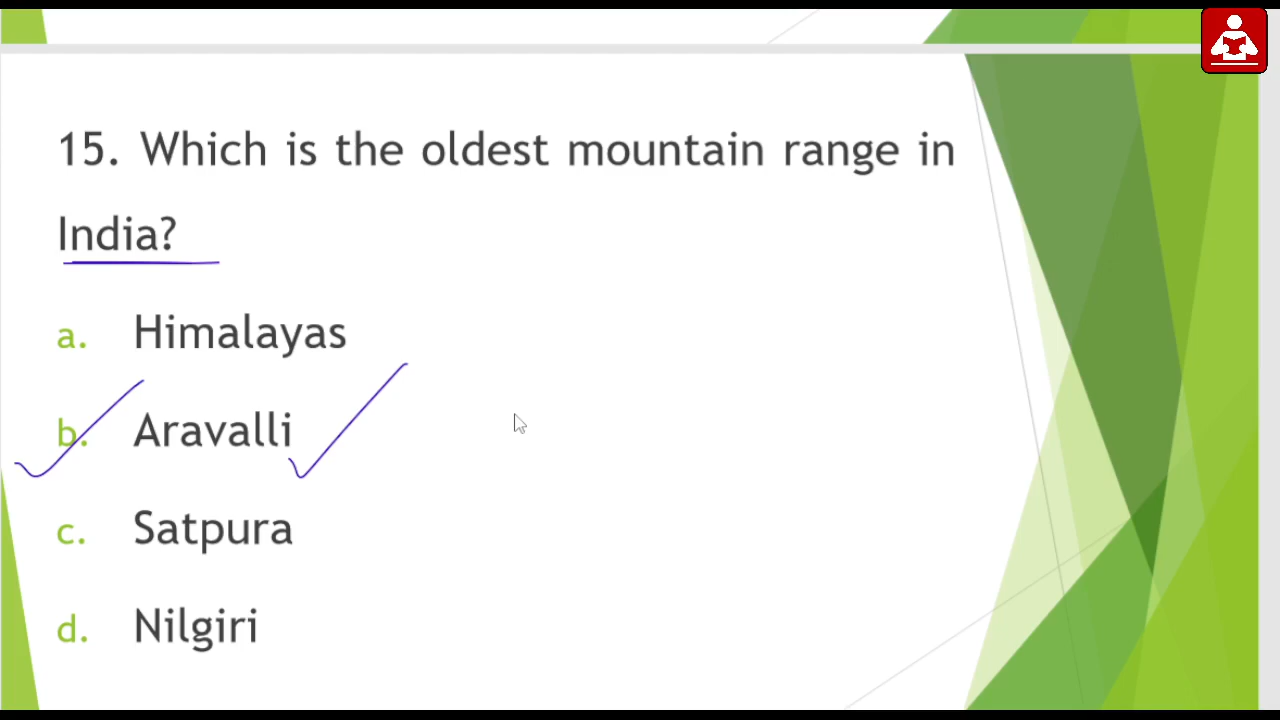 15. Which is the oldest mountain range in
India?
a. Himalayas
b. Aravalli
c. Satpura
d. Nilgiri